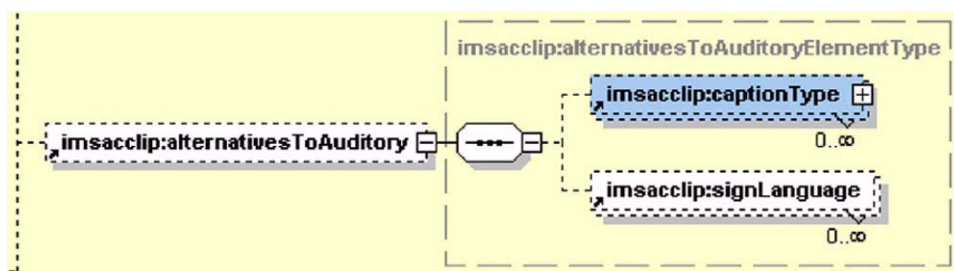 imsacclip:alternativesToAuditoryElementType
imsacclip:captionType
0..∞
imsacclip:alternativesToAuditory
imsacclip:signLanguage
0..∞